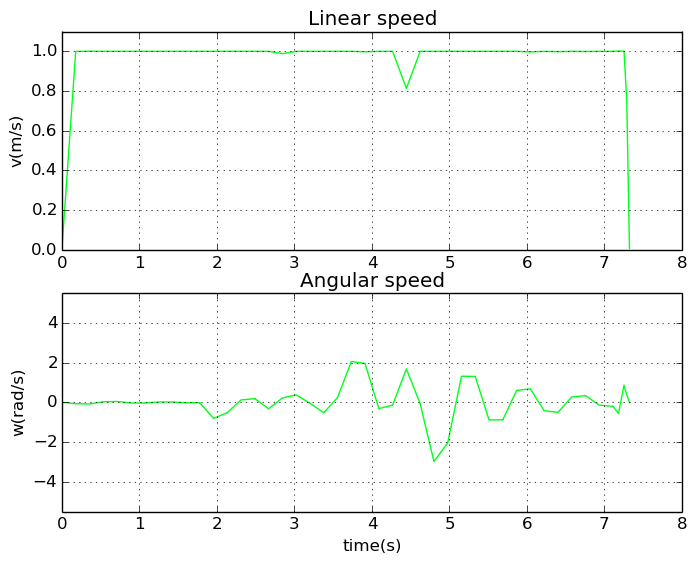 Linear speed
1.0
0.8
0.6
0.4
0.2
0.0
v(m/s)
0 1 2 3 4 5 6 7 8
Angular speed
4
2
0
−2
−4
w(rad/s)
0 1 2 3 4 5 6 7 8
time(s)